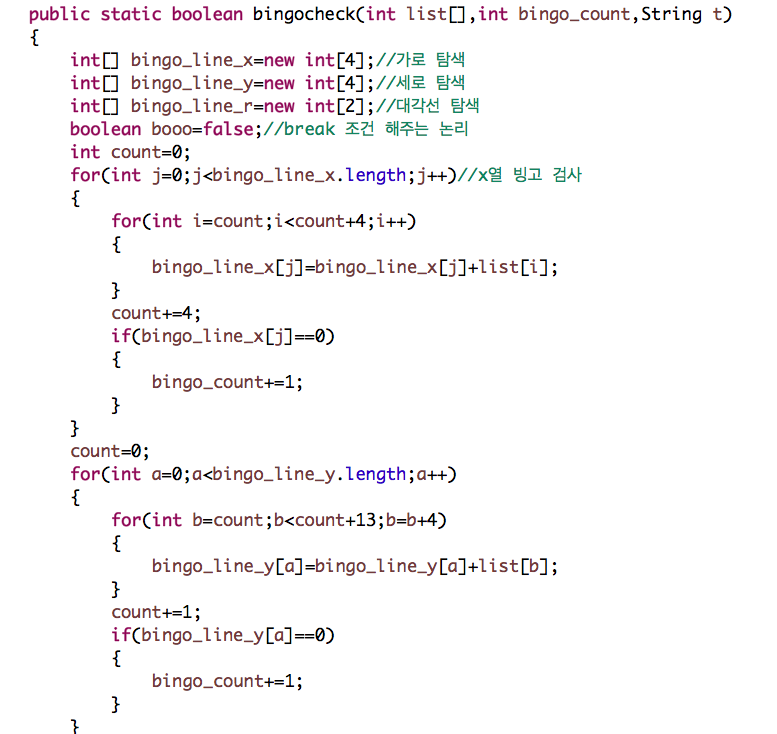 public static boolean bingocheck(int list[],int bingo_count,String t)
{
int[] bingo_line_x=new int[4];//가로 탐색
int[] bingo_line_y=new int[4];//세로 탐색
int[] bingo_line_r=new int[2];//대각선 탐색
boolean booo=false;//break 조건 해주는 논리
int count=0;
for(int j=0;j<bingo_line_x.length;j++)//x열 빙고 검사
{
for(int i=count;i<count+4;i++)
{
bingo_line_x[j]=bingo_line_x[j]+list[i];
}
count+=4;
if(bingo_line_x[j]==0)
{
bingo_count+=1;
}
}
count=0;
for(int a=0;a<bingo_line_y.length;a++)
{
for(int b=count;b<count+13;b=b+4)
{
bingo_line_y[a]=bingo_line_y[a]+list[b];
}
count+=1;
if(bingo_line_y[a]==0)
{
bingo_count+=1;
}
}